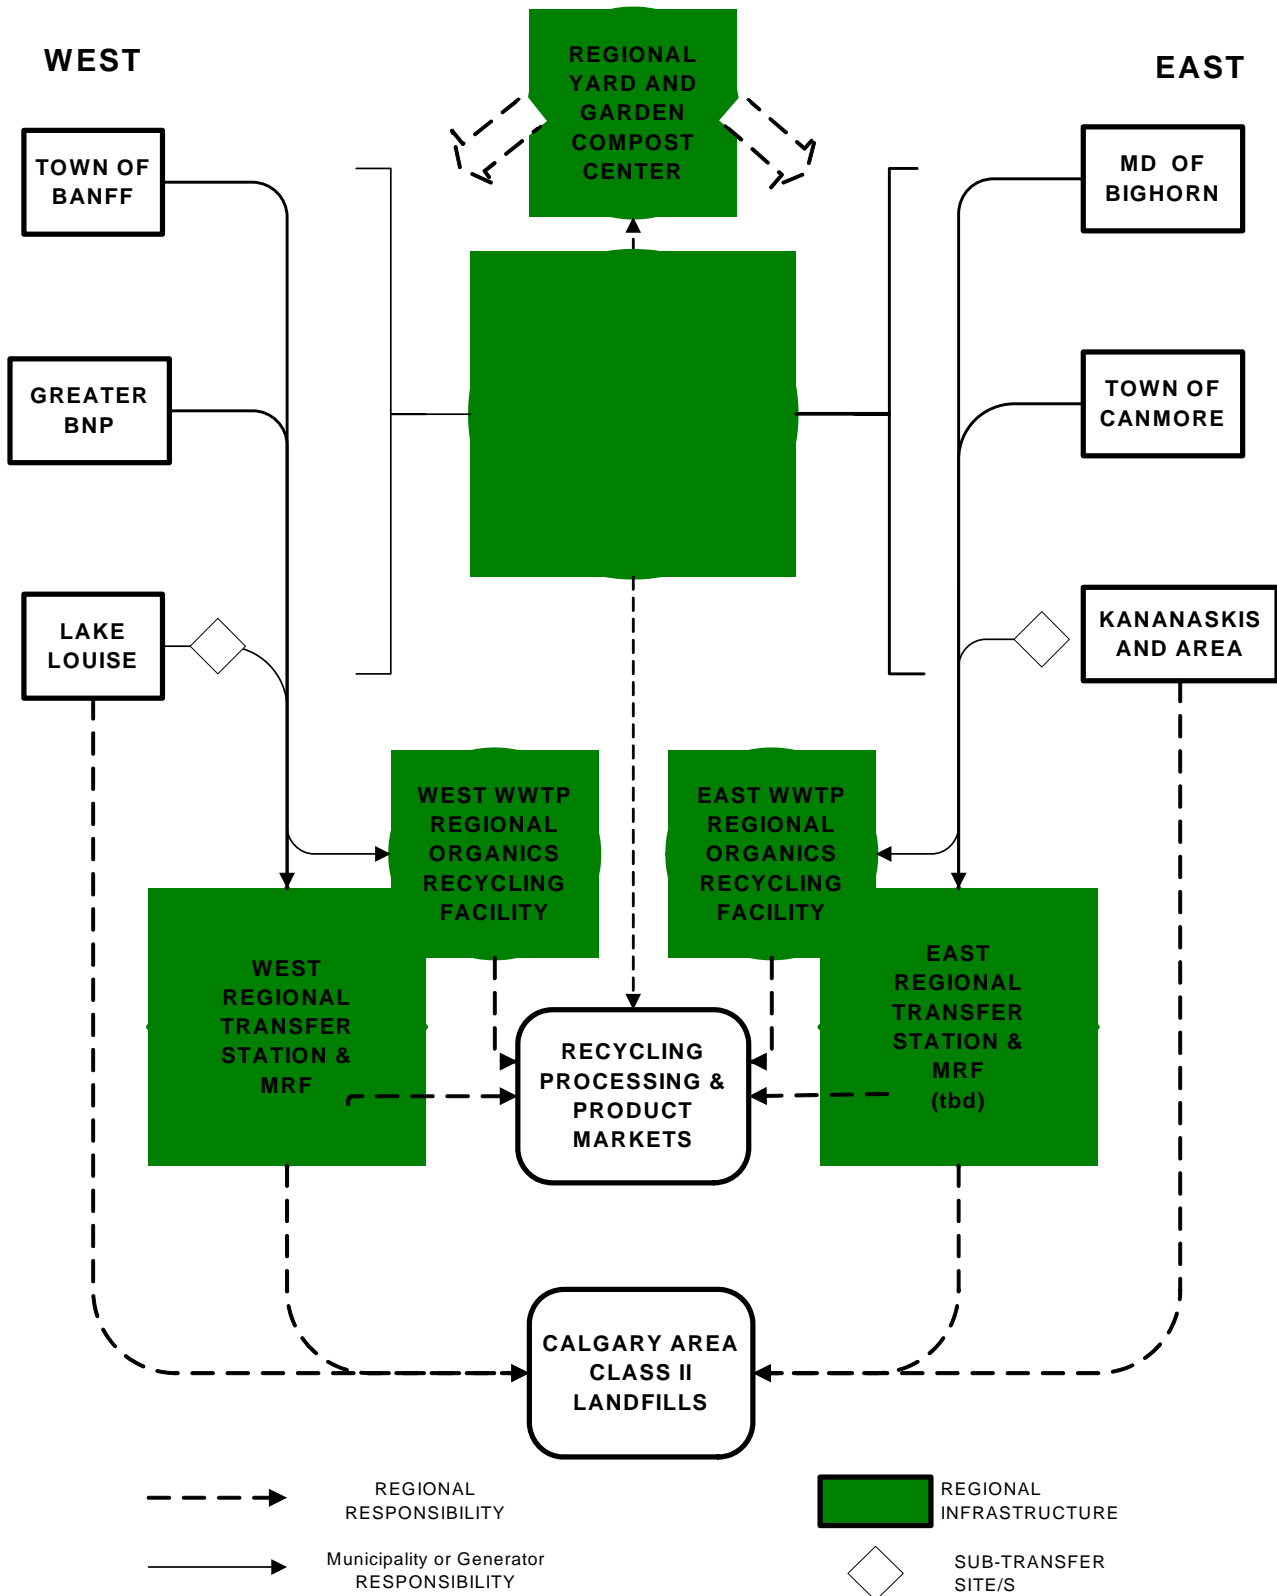 WEST
EAST
REGIONAL
YARD AND
GARDEN
COMPOST
CENTER
TOWN OF
BANFF
MD OF
BIGHORN
GREATER
BNP
TOWN OF
CANMORE
LAKE
LOUISE
KANANASKIS
AND AREA
WEST WWTP
REGIONAL
ORGANICS
RECYCLING
FACILITY
EAST WWTP
REGIONAL
ORGANICS
RECYCLING
FACILITY
WEST
REGIONAL
TRANSFER
STATION &
MRF
EAST
REGIONAL
TRANSFER
STATION &
MRF
(tbd)
RECYCLING
PROCESSING &
PRODUCT
MARKETS
CALGARY AREA
CLASS II
LANDFILLS
REGIONAL
RESPONSIBILITY
REGIONAL
INFRASTRUCTURE
Municipality or Generator
RESPONSIBILITY
SUB-TRANSFER
SITE/S